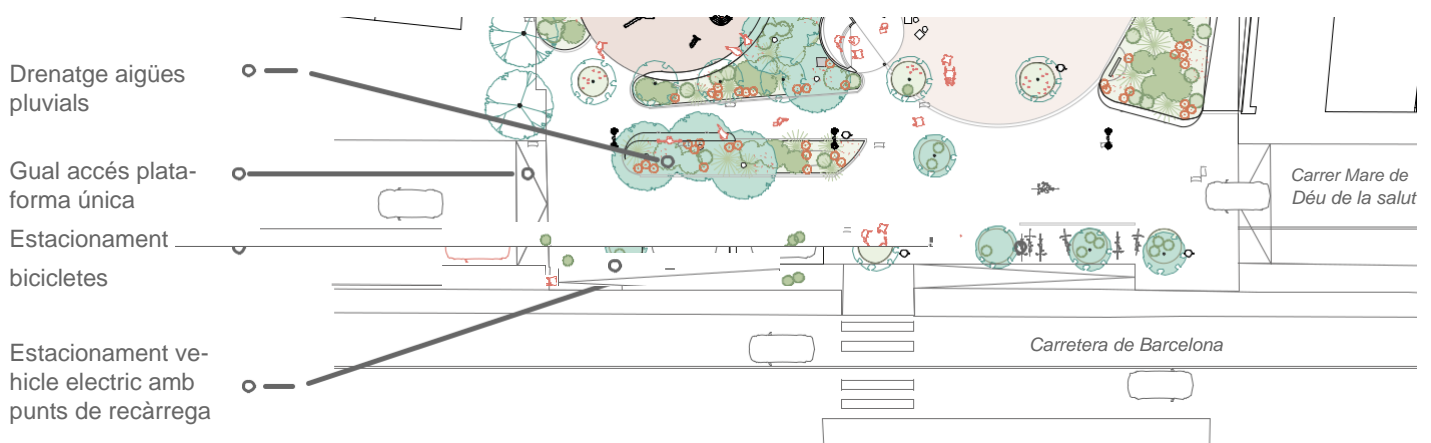 Drenatge aigües
pluvials
Gual accés plata-
forma única
Estacionament
bicicletes
Estacionament ve-
hicle electric amb
punts de recàrrega
Carrer Mare de
Déu de la salut
Carretera de Barcelona